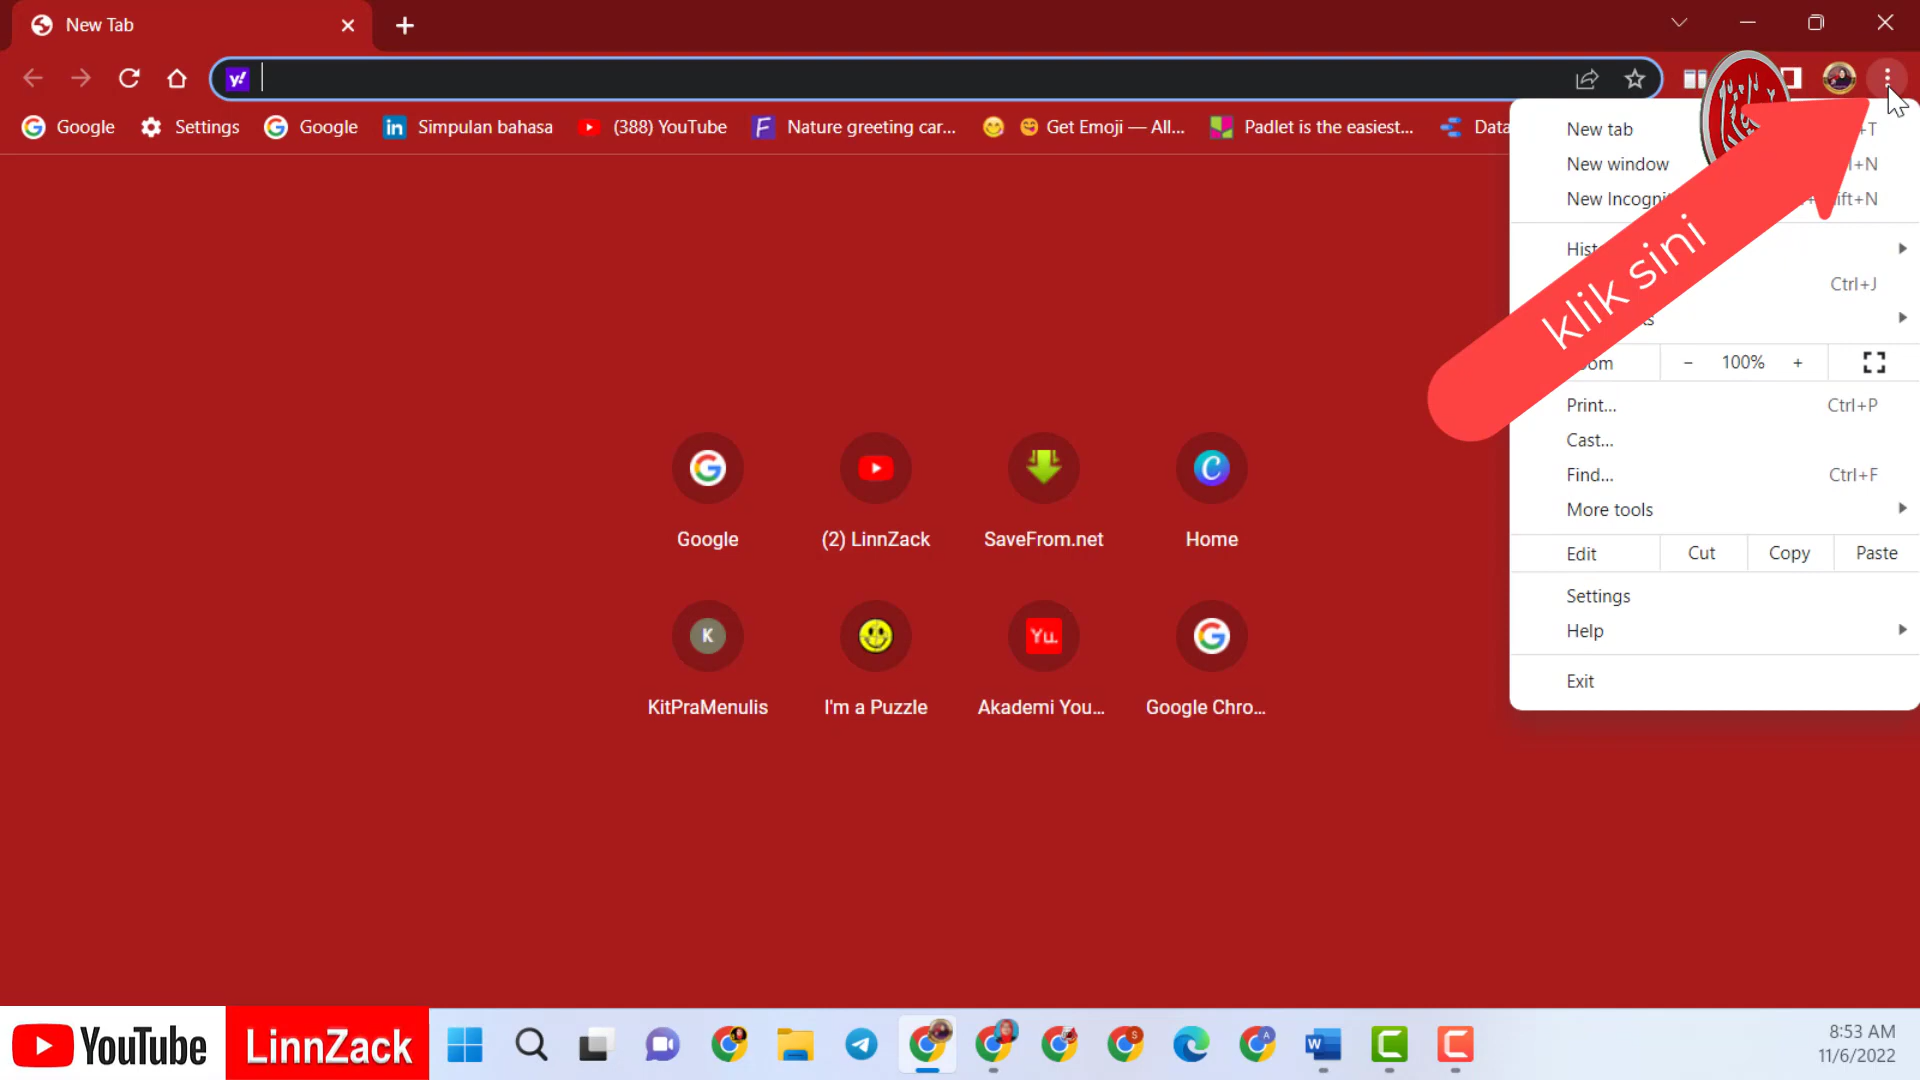 New Tab
y!
Google
Settings
Google
in
Simpulan bahasa
(388) YouTube
Nature greeting car...
Get Emoji — All...
Padlet is the easiest...
New tab
New window
klik sini
Ctrl+J
100%
Print...
Ctrl+P
Cast...
Find...
Ctrl+F
More tools
Edit
Cut
Copy
Paste
Settings
Help
Exit
Google
(2) LinnZack
SaveFrom.net
Home
K
Yu.
KitPraMenulis
I'm a Puzzle
Akademi You...
Google Chro...
YouTube
LinnZack
8:53 AM
11/6/2022